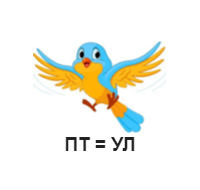 ПТ = УЛ